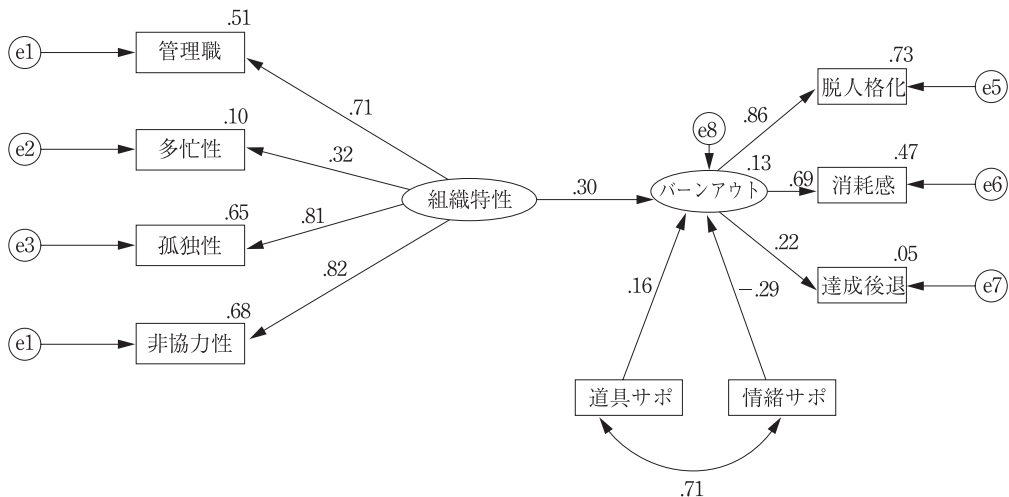 .51
e1
管理職
.71
.10
e2
多忙性
.32
.65
e3
孤独性
.81
.68
e1
非協力性
.82
組織特性
.30
e8
.13
バーンアウト
.86
.73
脱人格化
e5
.69
.47
消耗感
e6
.22
.05
達成後退
e7
.16
-.29
道具サポ
情緒サポ
.71